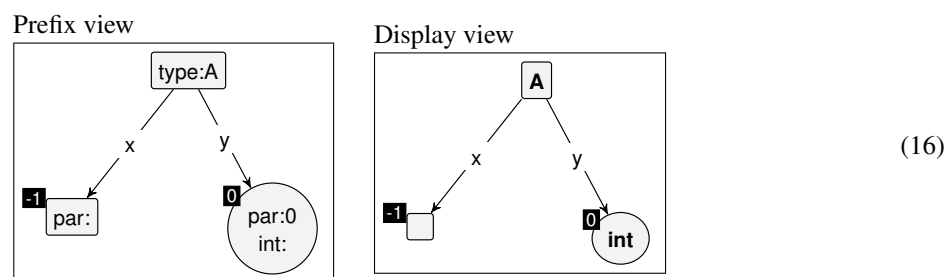 Prefix view
type:A
x
y
-1
par:
0
par:0
int:
Display view
A
x
y
-1
0
int
(16)